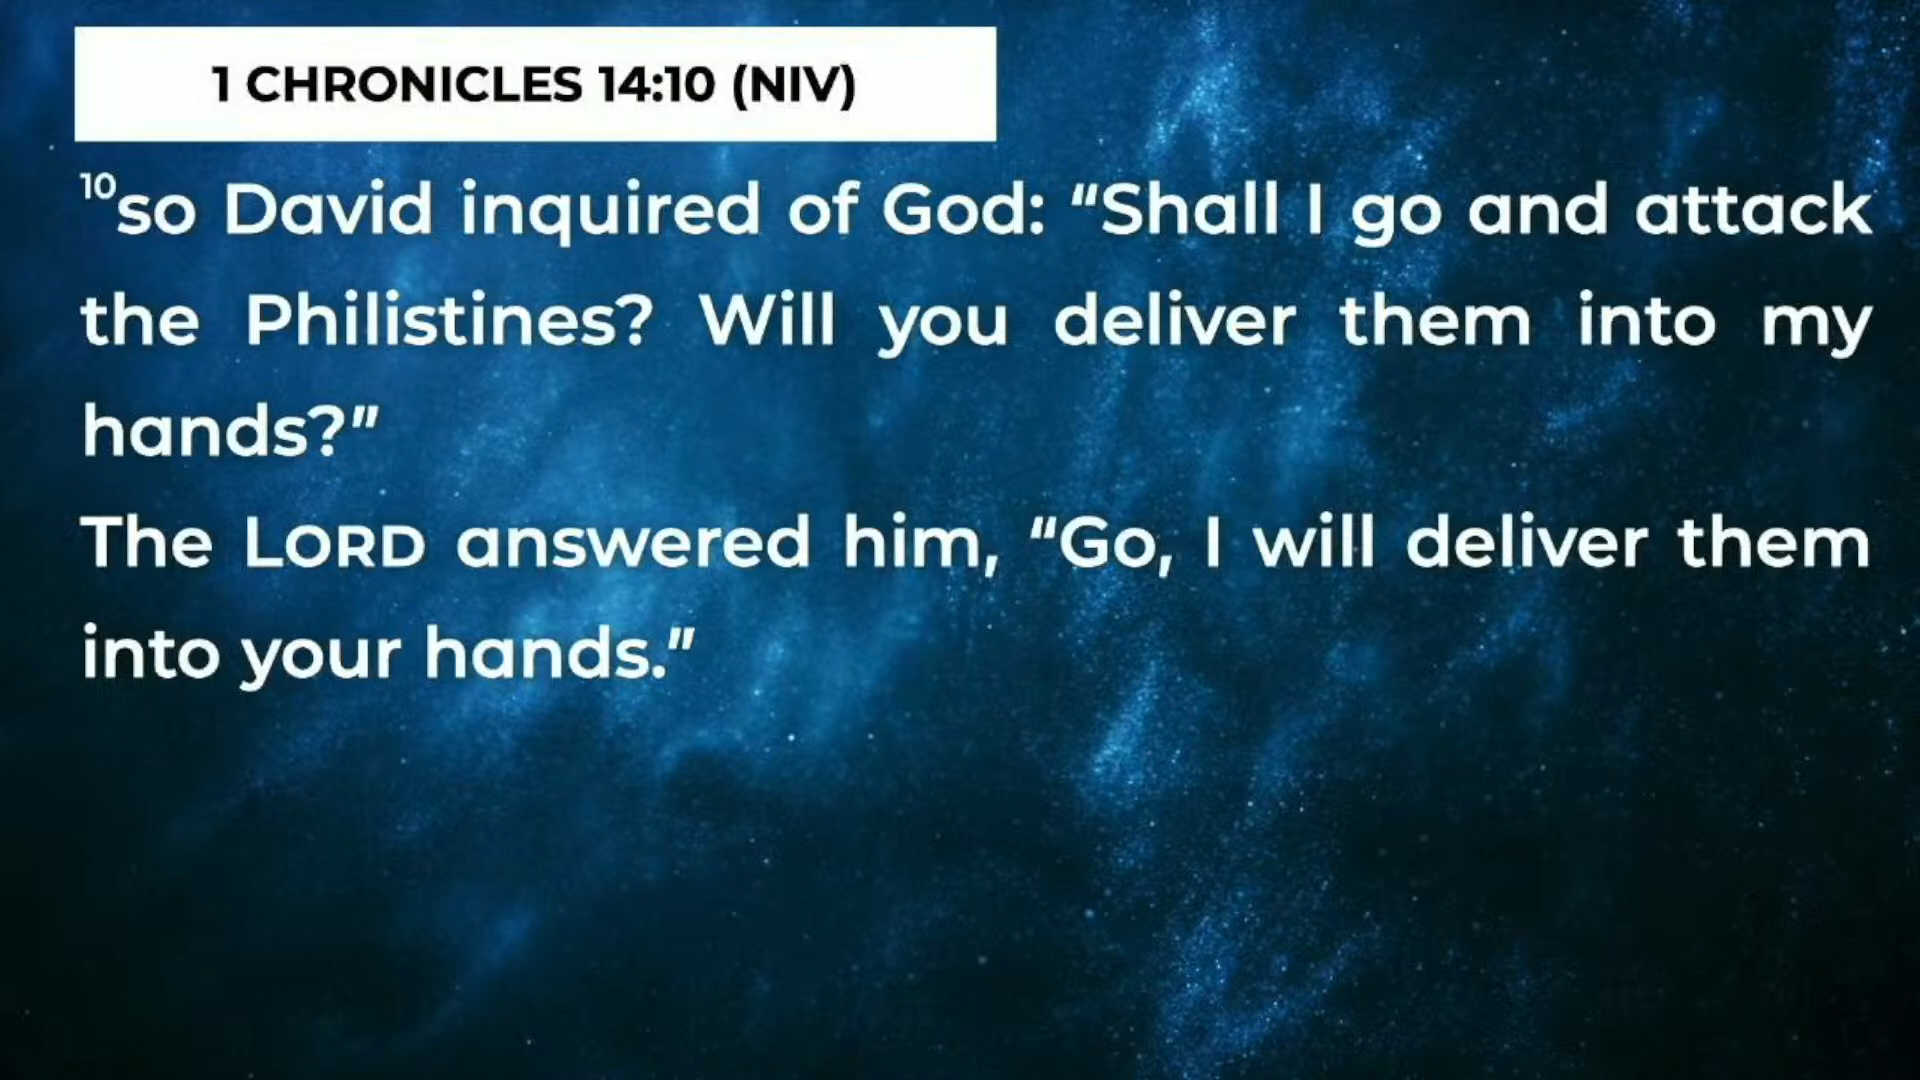 1 CHRONICLES 14:10 (NIV)
10so David inquired of God: “Shall I go and attack
the Philistines? Will you deliver them into my
hands?”
The LORD answered him, “Go, I will deliver them
into your hands.”